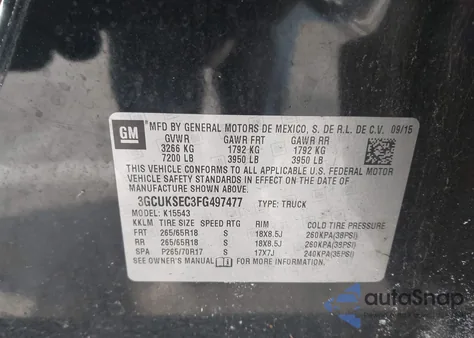 GM
MFD BY GENERAL MOTORS DE MEXICO, S. DE R.L. DE C.V. 09/15
GVWR GAWR FRT GAWR RR
3266 KG 1792 KG 1792 KG
7200 LB 3950 LB 3950 LB
THIS VEHICLE CONFORMS TO ALL APPLICABLE U.S. FEDERAL MOTOR
VEHICLE SAFETY STANDARDS IN EFFECT ON THE DATE OF
MANUFACTURE SHOWN ABOVE.
3GCUKSEC3FG497477 TYPE: TRUCK
MODEL: K15543
KKLM TIRE SIZE SPEED RTG RIM COLD TIRE PRESSURE
FRT 265/65R18 S 18X8.5J 260KPA(38PSI)
RR 265/65R18 S 18X8.5J 260KPA(38PSI)
SPA P265/70R17 S 17X7J 240KPA(35PSI)
SEE OWNER'S MANUAL FOR ADDITIONAL INFORMATION.
autoSnap